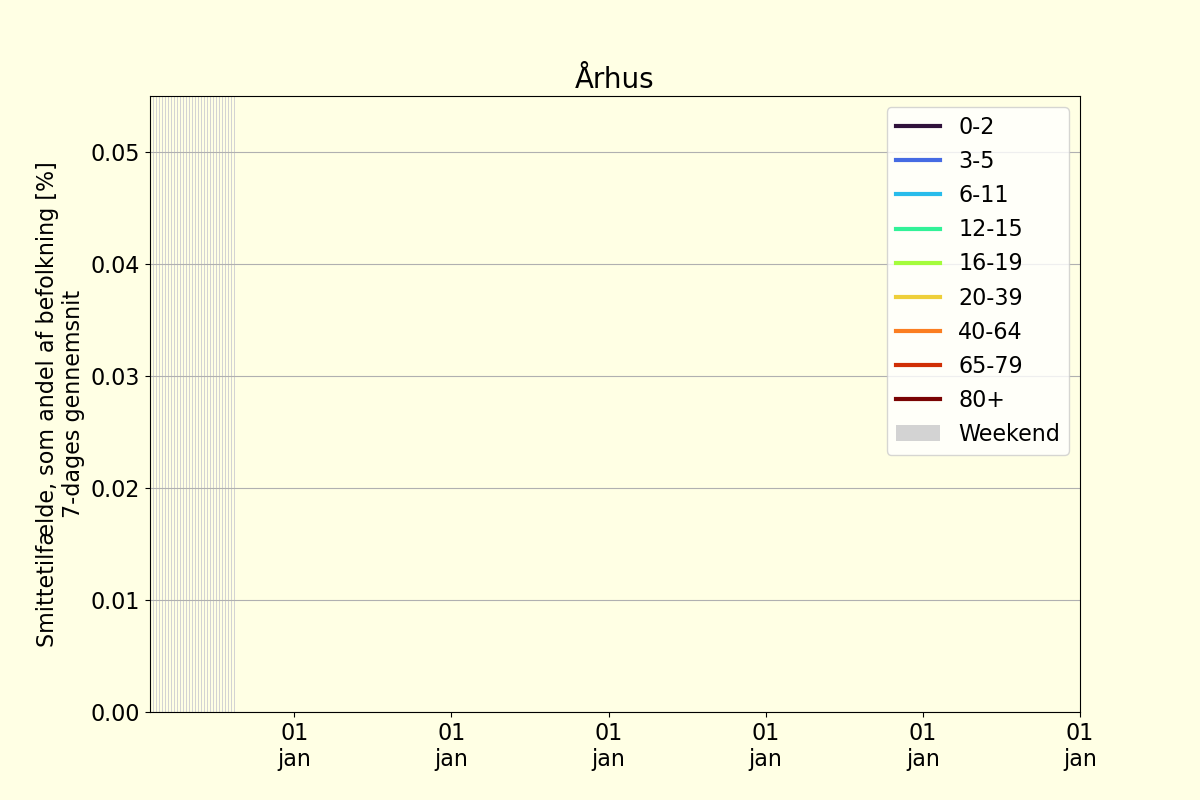 Århus
Smittetilfælde, som andel af befolkning [%]
7-dages gennemsnit
0.05
0.04
0.03
0.02
0.01
0.00
0-2
3-5
6-11
12-15
16-19
20-39
40-64
65-79
80+
Weekend
01 01 01 01 01 01
jan jan jan jan jan jan